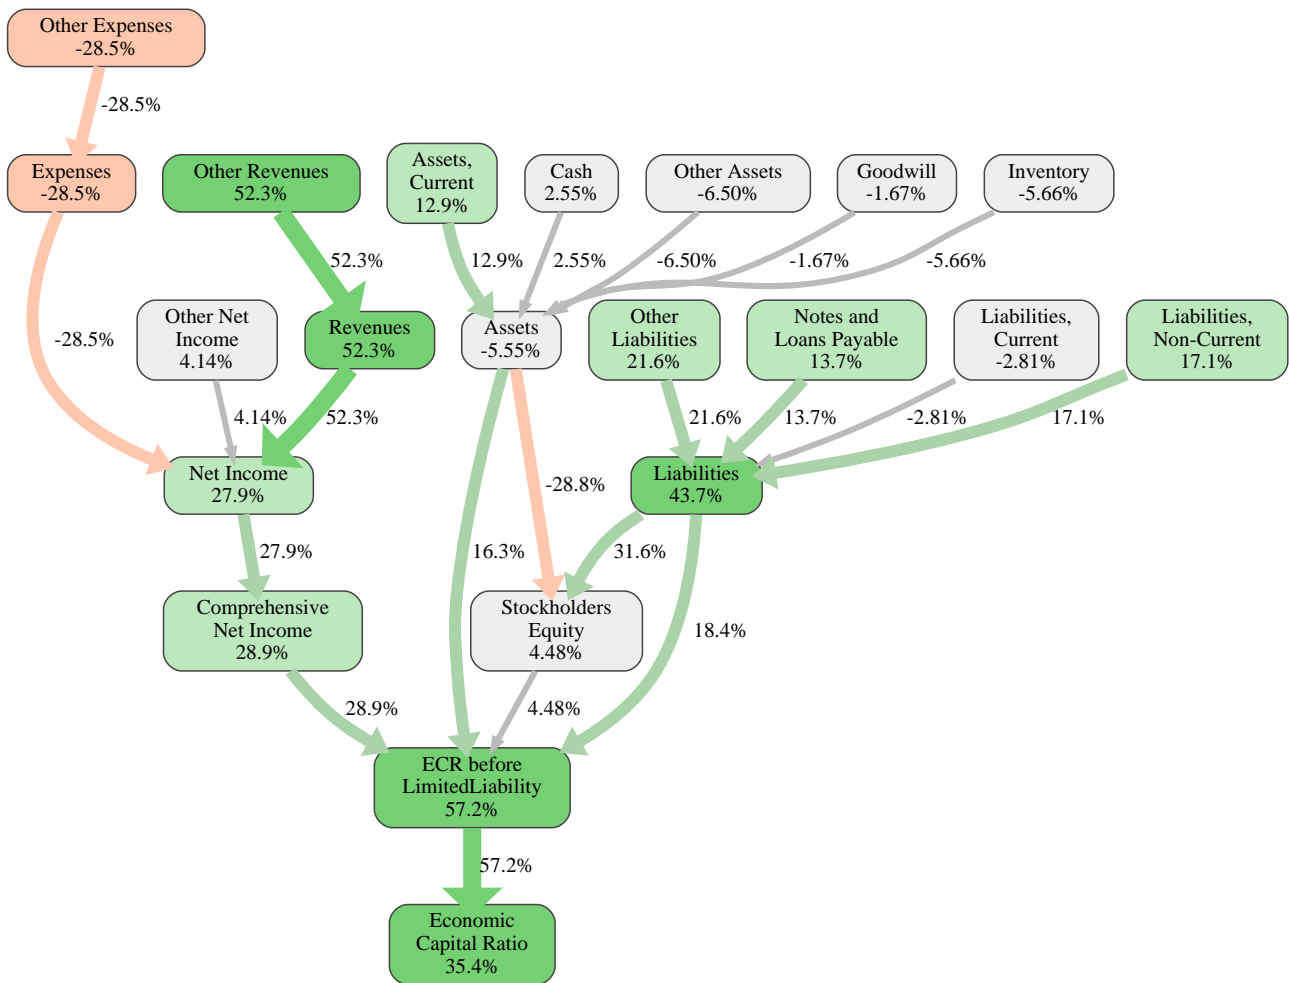 Other Expenses
-28.5%
-28.5%
Expenses
-28.5%
Other Revenues
52.3%
Assets,
Current
12.9%
Cash
2.55%
Other Assets
-6.50%
Goodwill
-1.67%
Inventory
-5.66%
52.3%
12.9%
2.55%
-6.50%
-1.67%
-5.66%
-28.5%
Other Net
Income
4.14%
Revenues
52.3%
Assets
-5.55%
Other
Liabilities
21.6%
Notes and
Loans Payable
13.7%
Liabilities,
Current
-2.81%
Liabilities,
Non-Current
17.1%
4.14%
52.3%
21.6%
13.7%
-2.81%
17.1%
Net Income
27.9%
-28.8%
Liabilities
43.7%
27.9%
16.3%
31.6%
Comprehensive
Net Income
28.9%
Stockholders
Equity
4.48%
18.4%
28.9%
4.48%
ECR before
LimitedLiability
57.2%
57.2%
Economic
Capital Ratio
35.4%